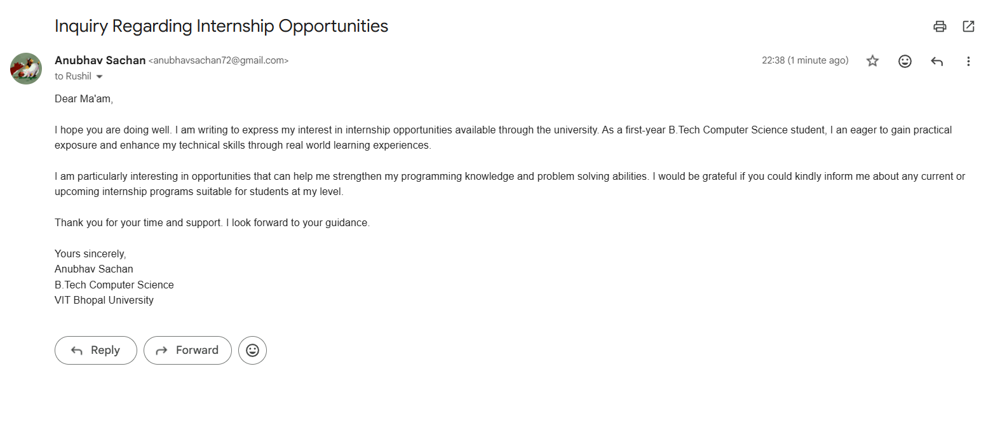 Inquiry Regarding Internship Opportunities
Anubhav Sachan <anubhavsachan72@gmail.com>
22:38 (1 minute ago)
to Rushil
Dear Ma'am,
I hope you are doing well. I am writing to express my interest in internship opportunities available through the university. As a first-year B.Tech Computer Science student, I an eager to gain practical
exposure and enhance my technical skills through real world learning experiences.
I am particularly interesting in opportunities that can help me strengthen my programming knowledge and problem solving abilities. I would be grateful if you could kindly inform me about any current or
upcoming internship programs suitable for students at my level.
Thank you for your time and support. I look forward to your guidance.
Yours sincerely,
Anubhav Sachan
B.Tech Computer Science
VIT Bhopal University
Reply
Forward